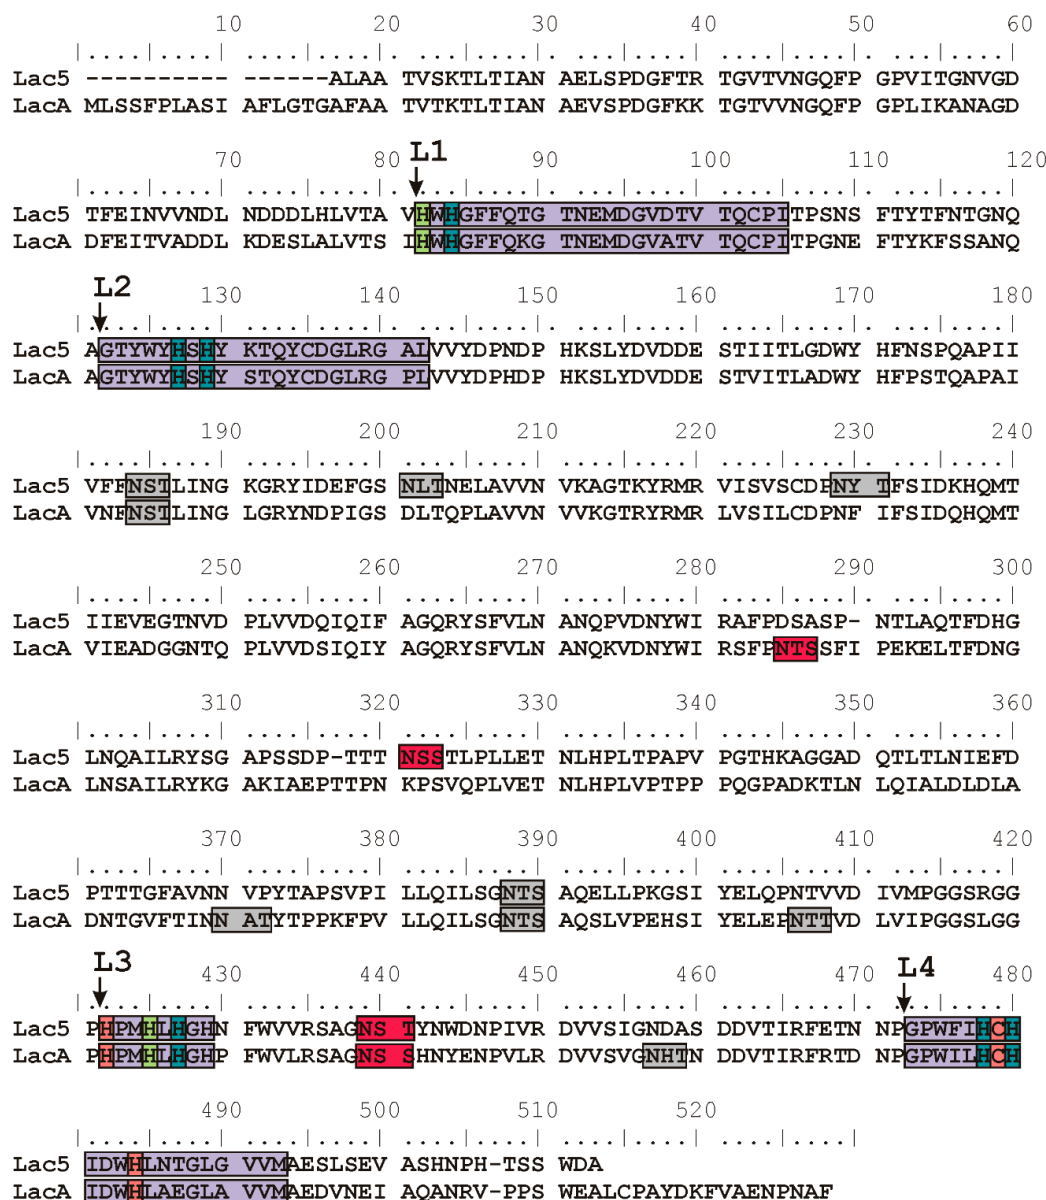 10 20 30 40 50 60
....|....| ....|....| ....|....| ....|....| ....|....| ....|....|
Lac5 ---------- ------ALAA TVSKTLTIAN AELSPDGFTR TGVTVNGQFP GPVITGNVGD
LacA MLSSFPLASI AFLGTGAFAA TVTKTLTIAN AEVSPDGFKK TGTVVNGQFP GPLIKANAGD
L1
70 80 90 100 110 120
....|....| ....|....| ....|....| ....|....| ....|....| ....|....|
Lac5 TFEINVVNDL NDDDLHLVTA VHWHGFFQTG TNEMDGVDTV TQCPITPSNS FTYTFNTGNQ
LacA DFEITVADDL KDESLALVTS IHWHGFFQKG TNEMDGVATV TQCPITPGNE FTYKFSSANQ
L2
130 140 150 160 170 180
....|....| ....|....| ....|....| ....|....| ....|....| ....|....|
Lac5 AGTYWYHSHY KTQYCDGLRG ALVVYDPNDP HKSLYDVDDE STIITLGDWY HFNSPQAPII
LacA AGTYWYHSHY STQYCDGLRG PLVVYDPHDP HKSLYDVDDE STVITLADWY HFPSTQAPAI
190 200 210 220 230 240
....|....| ....|....| ....|....| ....|....| ....|....| ....|....|
Lac5 VFFNSTLING KGRYIDEFGS NLTNELAVVN VKAGTKYRMR VISVSCDPNY TFSIDKHQMT
LacA VNFNSTLING LGRYNDPIGS DLTQPLAVVN VVKGTRYRMR LVSILCDPNF IFSIDQHQMT
250 260 270 280 290 300
....|....| ....|....| ....|....| ....|....| ....|....| ....|....|
Lac5 IIEVEGTNVD PLVVDQIQIF AGQRYSFVLN ANQPVDNYWI RAFPDSASP- NTLAQTFDHG
LacA VIEADGGNTQ PLVVDSIQIY AGQRYSFVLN ANQKVDNYWI RSFPNTSSFI PEKELTFDNG
310 320 330 340 350 360
....|....| ....|....| ....|....| ....|....| ....|....| ....|....|
Lac5 LNQAILRYSG APSSDP-TTT NSSTLPLLET NLHPLTPAPV PGTHKAGGAD QTLTLNIEFD
LacA LNSAILRYKG AKIAEPTTPN KPSVQPLVET NLHPLVPTPP PQGPADKTLN LQIALDLDLA
370 380 390 400 410 420
....|....| ....|....| ....|....| ....|....| ....|....| ....|....|
Lac5 PTTTGFAVNN VPYTAPSVPI LLQILSGNTS AQELLPKGSI YELQPNTVVD IVMPGGSRGG
LacA DNTGVFTINN AIYTPPKFPV LLQILSGNTS AQSLVPEHSI YELEPNTTVD LVIPGGSLGG
L3 L4
430 440 450 460 470 480
....|....| ....|....| ....|....| ....|....| ....|....| ....|....|
Lac5 PHPMHLHGHN FWVVRSAGNS TYNWDNPIVR DVVSIGNDAS DDVTIRFETN NPGPWFIHCH
LacA PHPMHLHGHP FWVLRSAGNS SHNYENPVLR DVVSVGNHTN DDVTIRFRTD NPGPWILHCH
490 500 510 520
....|....| ....|....| ....|....| ....|....| ....|
Lac5 IDWHLNTGLG VVMAESLSEV ASHNPH-TSS WDA
LacA IDWHLAEGLA VVMAEDVNEI AQANRV-PPS WEALCPAYDKFVAENPNAF